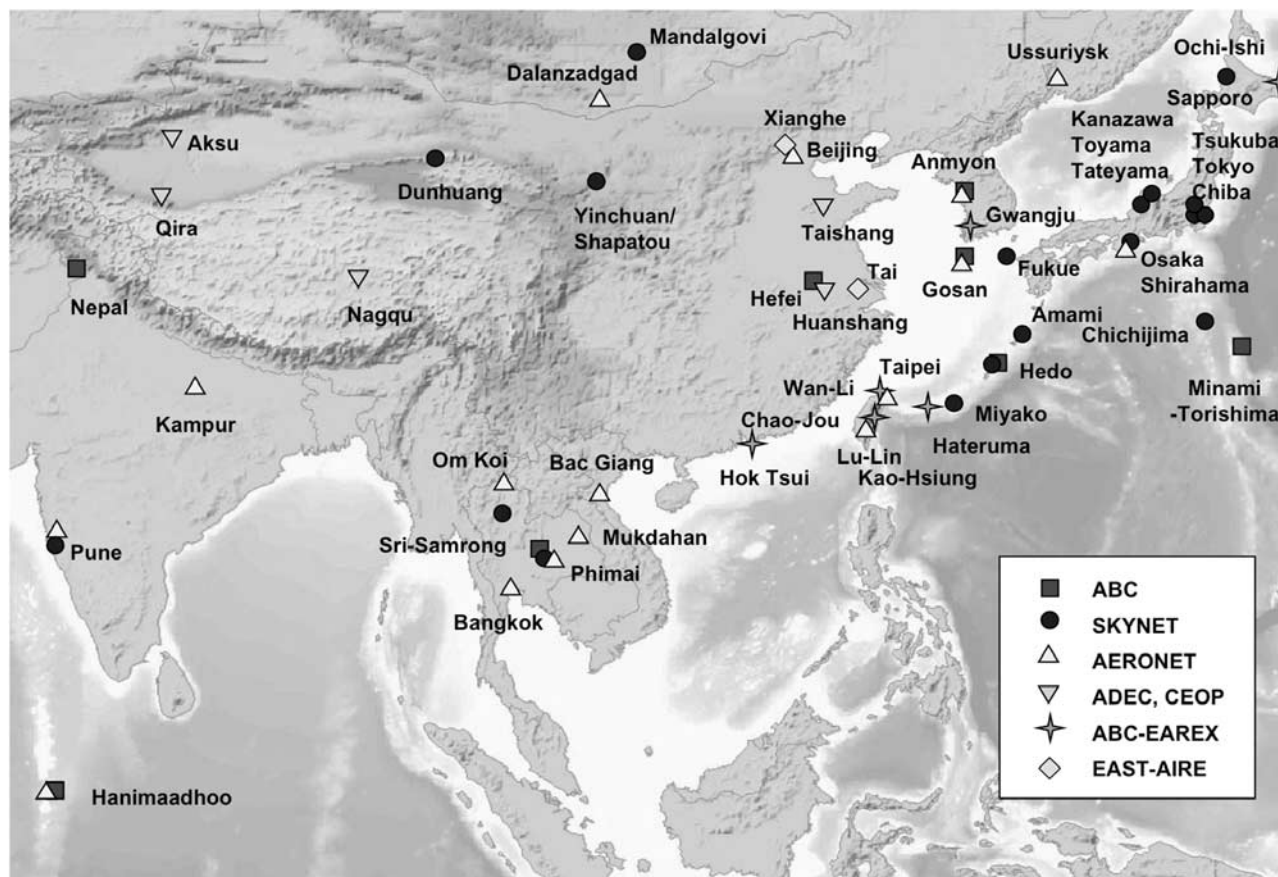 Mandalgovi
Dalanzadgad
Ussuriysk
Ochi-Ishi
Sapporo
Xianghe
Beijing
Kanazawa
Toyama
Tateyama
Tsukuba
Tokyo
Chiba
Aksu
Dunhuang
Anmyon
Qira
Yinchuan/
Shapatou
Taishang
Gwangju
Nepal
Nagqu
Hefei
Tai
Huanshang
Gosan
Fukue
Osaka
Shirahama
Amami
Chichijima
Kampur
Wan-Li
Taipei
Hedo
Minami
-Torishima
Chao-Jou
Miyako
Hateruma
Om Koi
Bac Giang
Hok Tsui
Lu-Lin
Kao-Hsiung
Pune
Sri-Samrong
Mukdahan
Phimai
Bangkok
Hanimaadhoo
ABC
SKYNET
AERONET
ADEC, CEOP
ABC-EAREX
EAST-AIRE